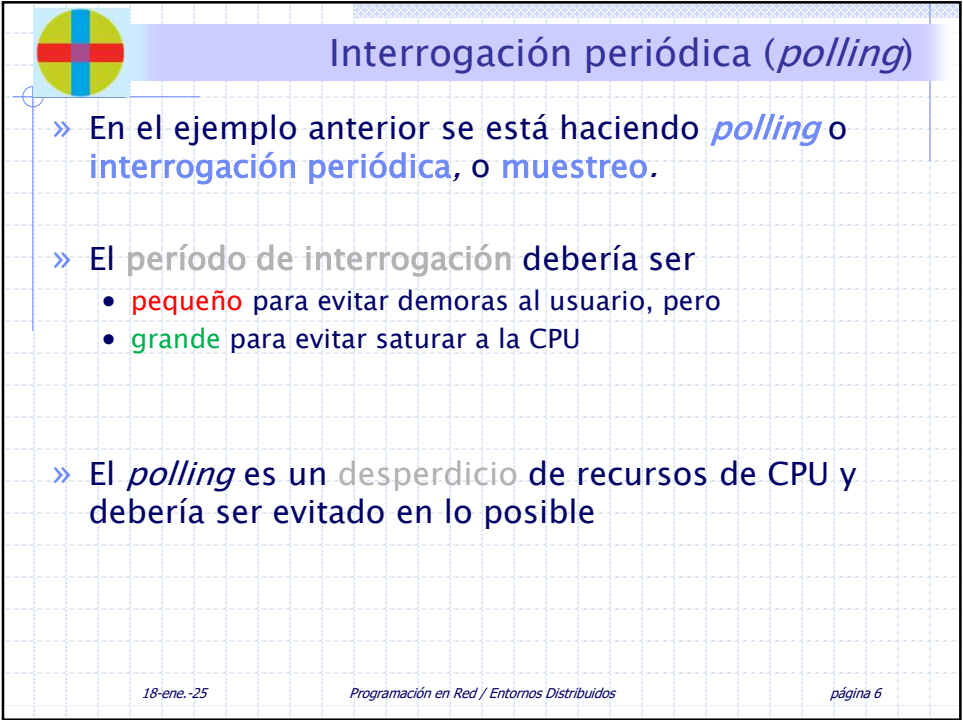 Interrogación periódica (polling)
» En el ejemplo anterior se está haciendo polling o
interrogación periódica, o muestreo.
» El período de interrogación debería ser
• pequeño para evitar demoras al usuario, pero
• grande para evitar saturar a la CPU
» El polling es un desperdicio de recursos de CPU y
debería ser evitado en lo posible
18-ene.-25 Programación en Red / Entornos Distribuidos página 6